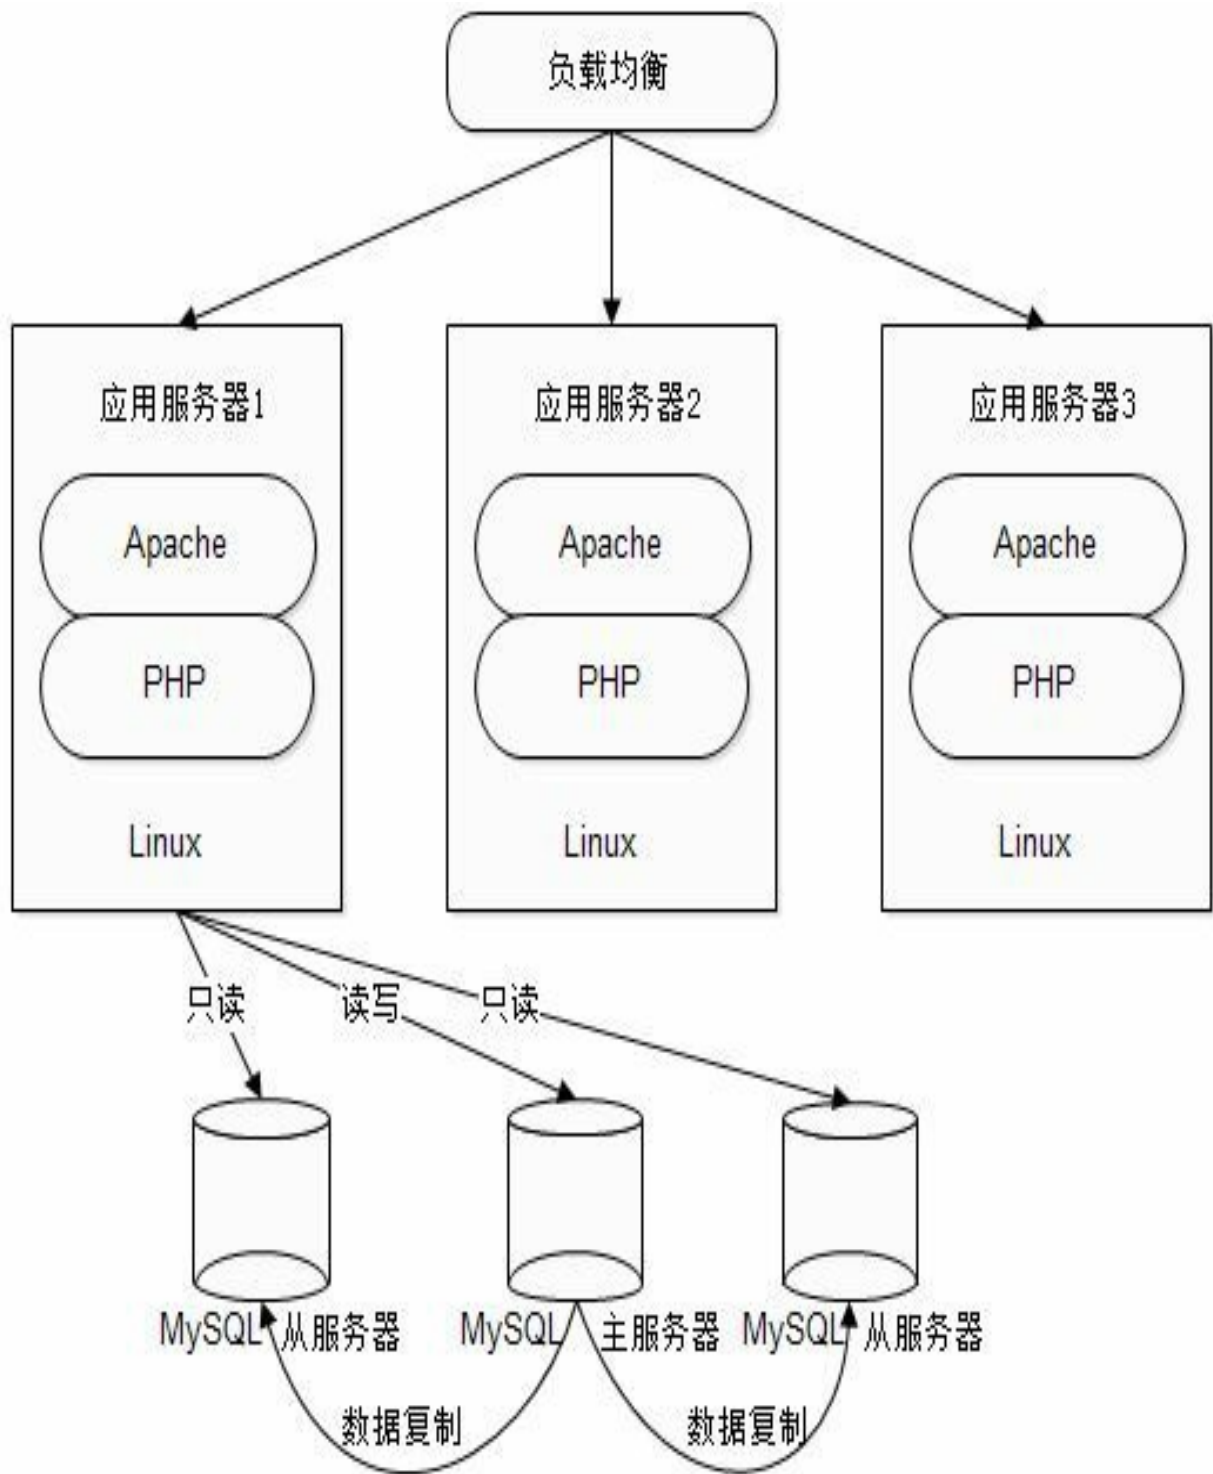 负载均衡
应用服务器1
应用服务器2
应用服务器3
Apache
Apache
Apache
PHP
PHP
PHP
Linux
Linux
Linux
只读
读写
只读
MySQL 从服务器
MySQL 主服务器
MySQL 从服务器
数据复制
数据复制